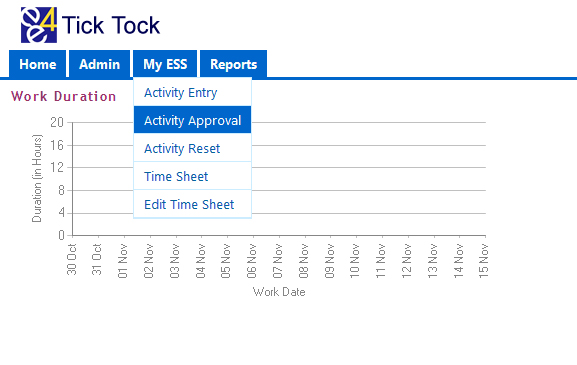 e4e Tick Tock
Home Admin My ESS Reports
Work Duration
Activity Entry
Activity Approval
Activity Reset
Time Sheet
Edit Time Sheet
Duration (in Hours)
20
16
12
8
4
0
30 Oct 31 Oct 01 Nov 02 Nov 03 Nov 04 Nov 05 Nov 06 Nov 07 Nov 08 Nov 09 Nov 10 Nov 11 Nov 12 Nov 13 Nov 14 Nov 15 Nov
Work Date